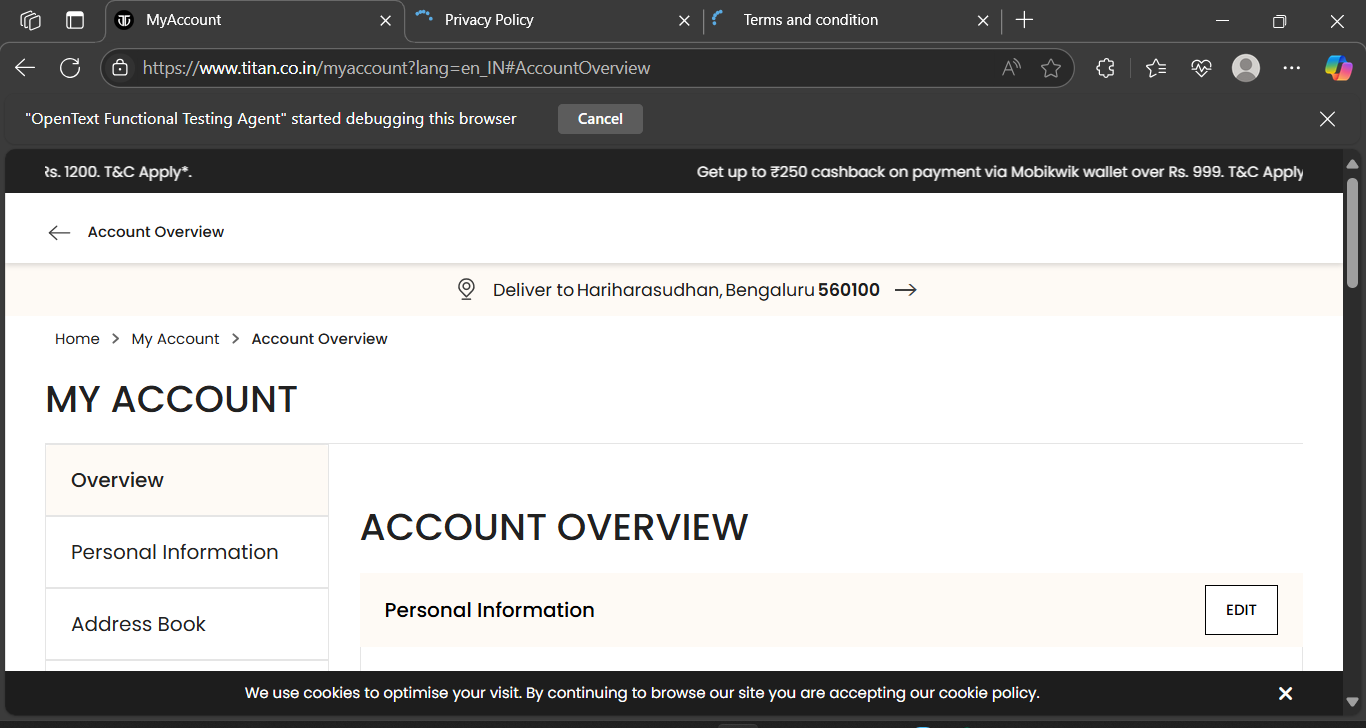 MyAccount
Privacy Policy
Terms and condition
https://www.titan.co.in/myaccount?lang=en_IN#AccountOverview
"OpenText Functional Testing Agent" started debugging this browser
Cancel
Rs. 1200. T&C Apply*.
Get up to ₹250 cashback on payment via Mobikwik wallet over Rs. 999. T&C Apply
Account Overview
Deliver to Hariharasudhan, Bengaluru 560100
Home > My Account > Account Overview
MY ACCOUNT
Overview
Personal Information
Address Book
ACCOUNT OVERVIEW
Personal Information
EDIT
We use cookies to optimise your visit. By continuing to browse our site you are accepting our cookie policy.